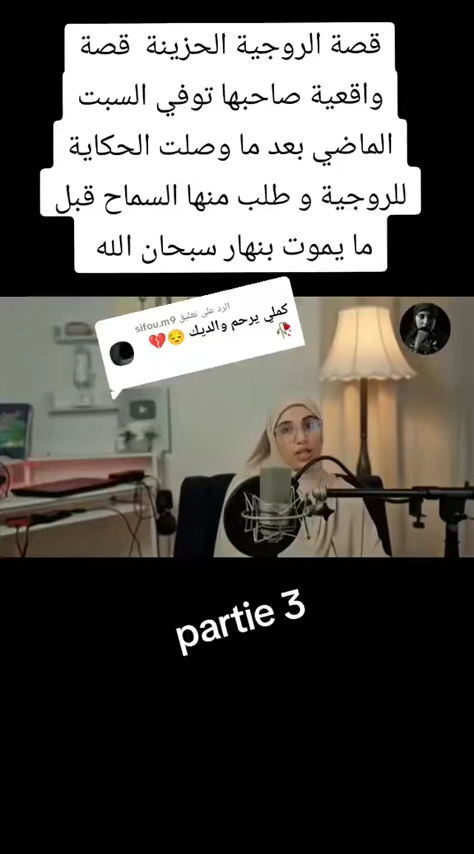 قصة الروجية الحزينة قصة
واقعية صاحبها توفي السبت
الماضي بعد ما وصلت الحكاية
للروجية و طلب منها السماح قبل
ما يموت بنهار سبحان الله
الرد على تعليق sifou.m9
كملي يرحم والديك 😔💔
🥀
partie 3